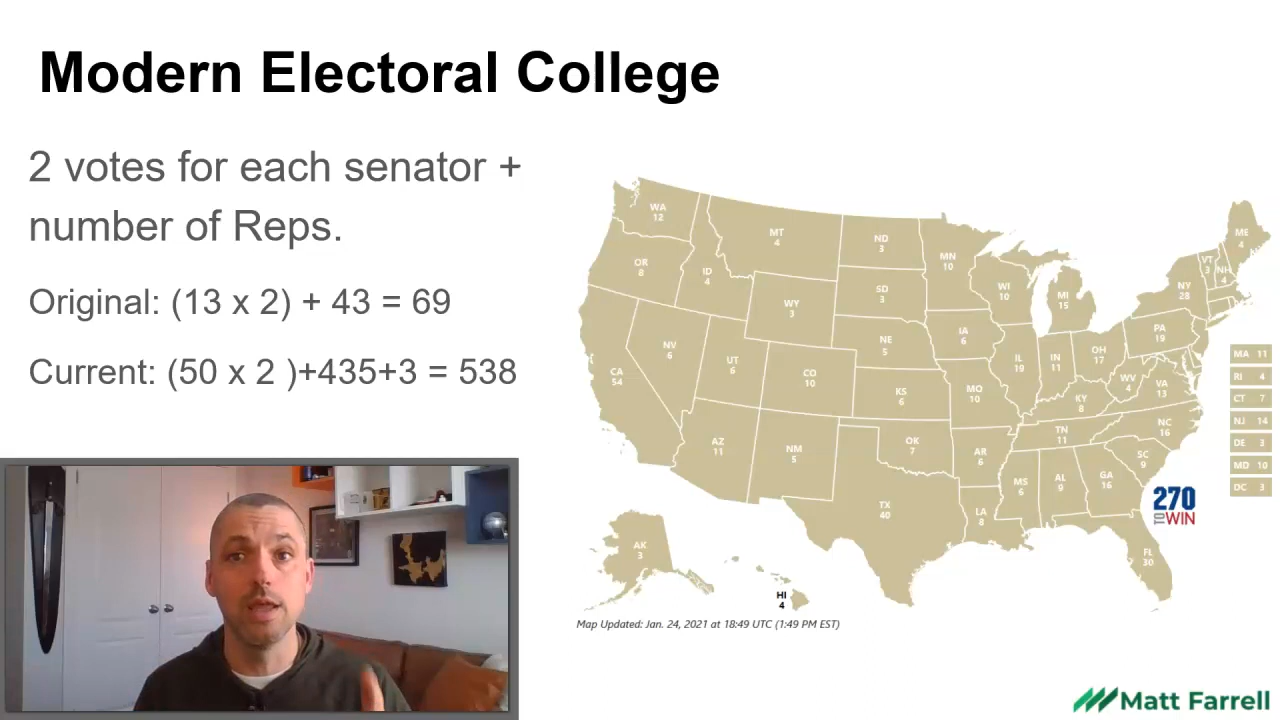 Modern Electoral College
2 votes for each senator +
number of Reps.
Original: (13 x 2) + 43 = 69
Current: (50 x 2 )+435+3 = 538
WA
12
OR
8
CA
54
NV
6
ID
4
MT
4
WY
3
UT
6
CO
10
AZ
11
NM
5
ND
3
SD
3
NE
5
KS
6
OK
7
TX
40
MN
10
IA
6
MO
10
AR
6
LA
8
WI
10
IL
19
MI
15
IN
11
OH
17
KY
8
TN
11
MS
6
AL
9
GA
16
FL
30
SC
9
NC
16
VA
13
WV
4
PA
19
NY
28
VT
3
NH
4
ME
4
MA 11
RI 4
CT 7
NJ 14
DE 3
MD 10
DC 3
AK
3
HI
4
270
TO WIN
Map Updated: Jan. 24, 2021 at 18:49 UTC (1:49 PM EST)
Matt Farrell